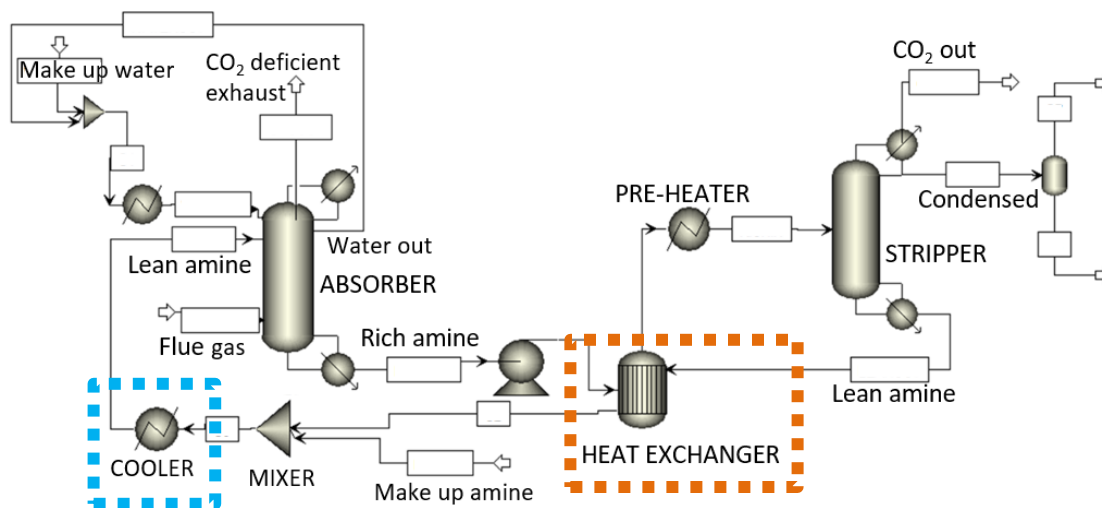 Make up water
CO₂ deficient
exhaust
CO₂ out
PRE-HEATER
Condensed
Lean amine
Water out
ABSORBER
STRIPPER
Flue gas
Rich amine
Lean amine
COOLER
MIXER
HEAT EXCHANGER
Make up amine